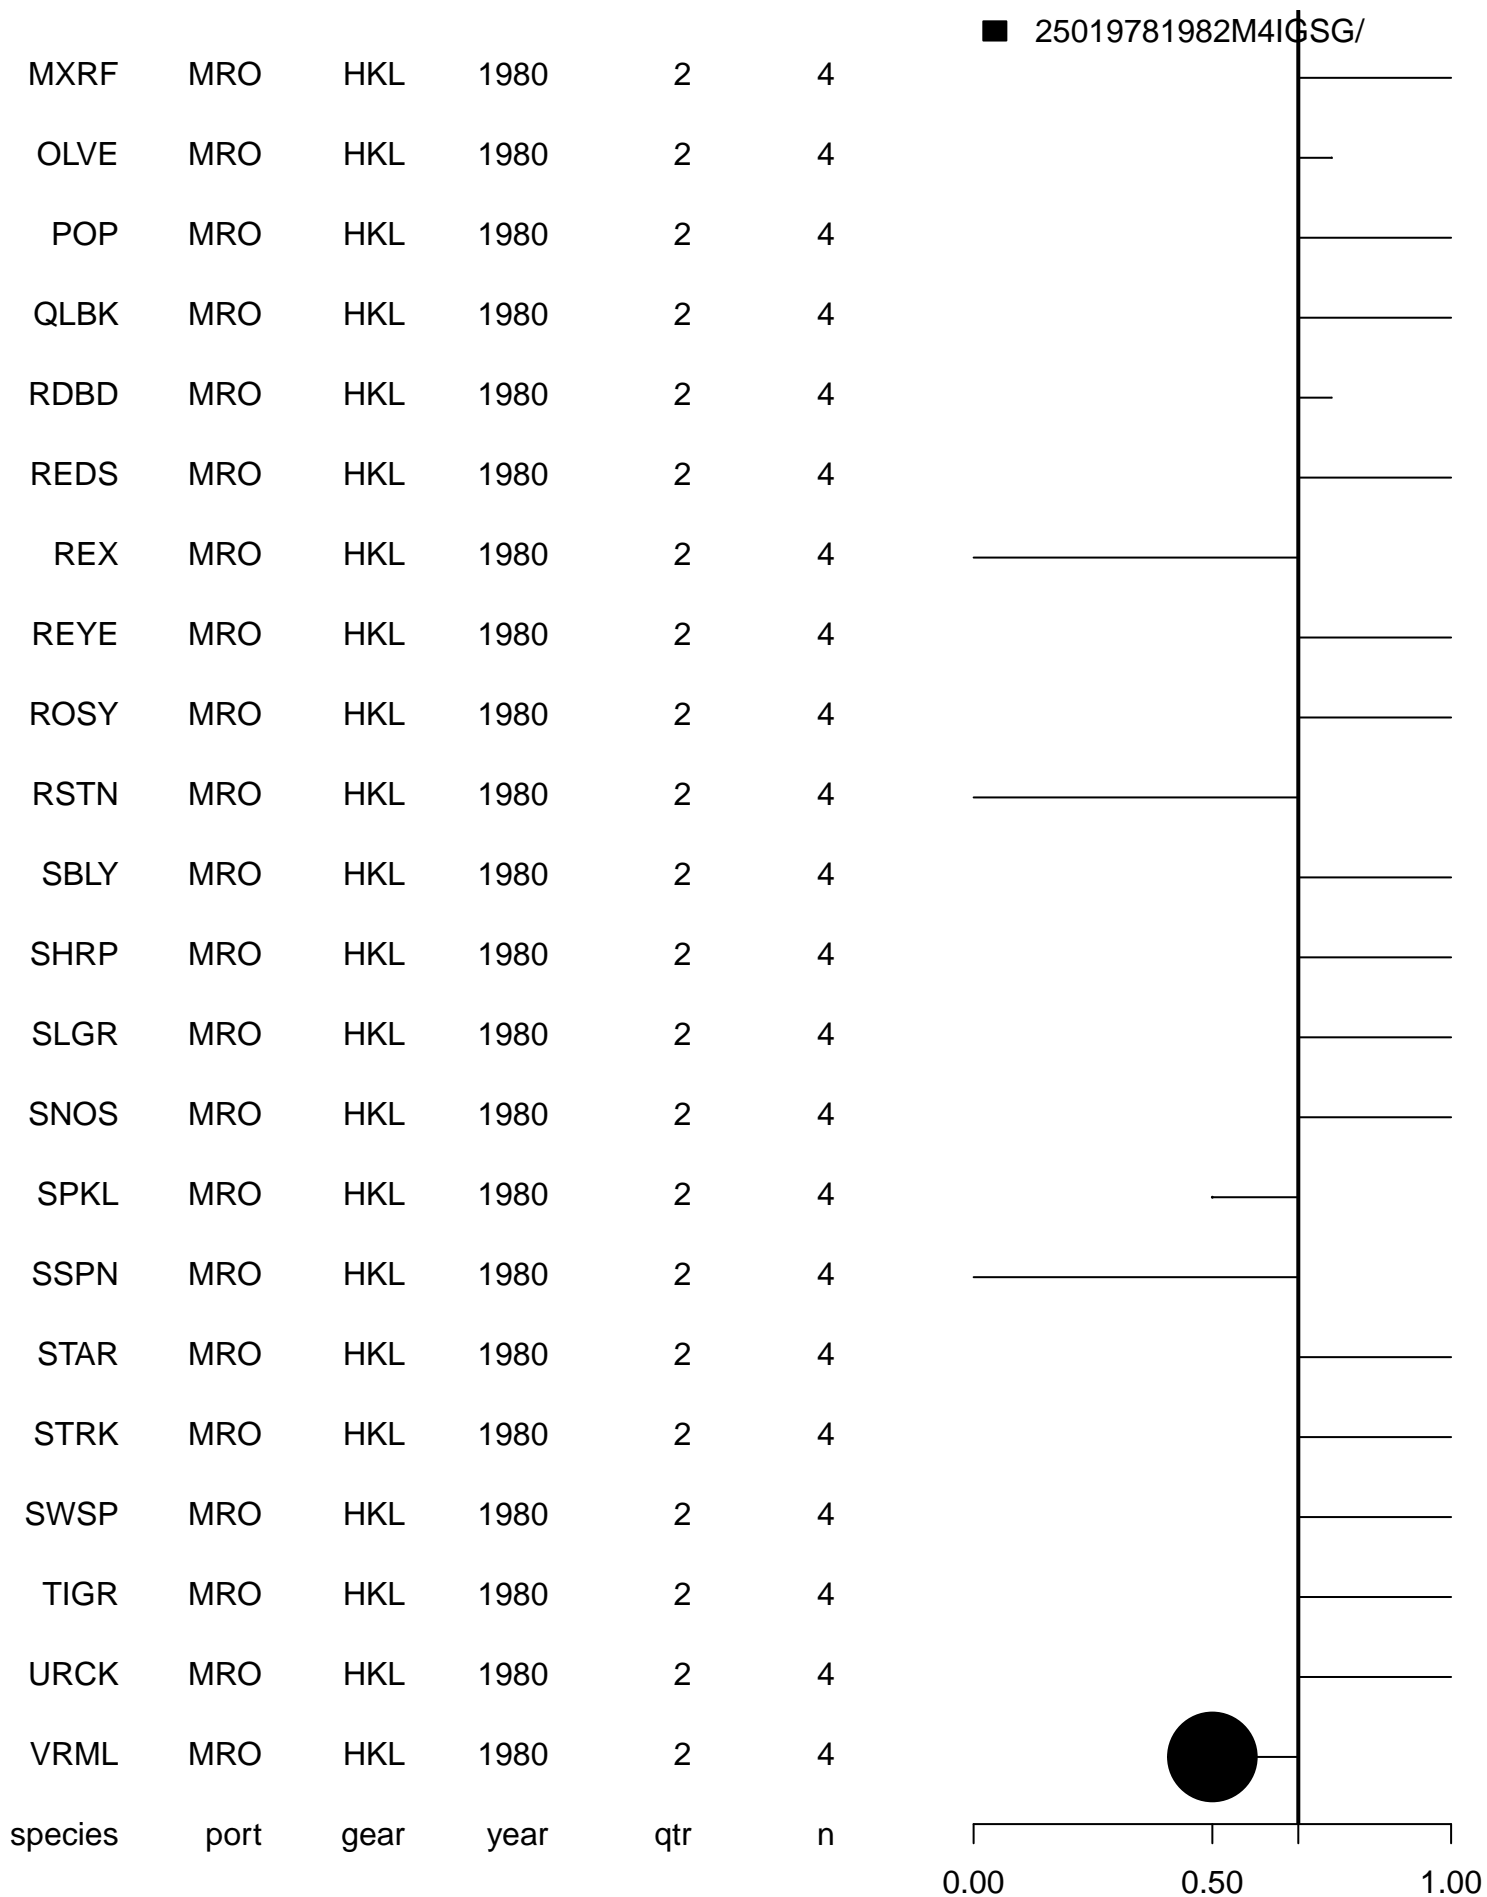 25019781982M4IGSG/
MXRF MRO HKL 1980 2 4
OLVE MRO HKL 1980 2 4
POP MRO HKL 1980 2 4
QLBK MRO HKL 1980 2 4
RDBD MRO HKL 1980 2 4
REDS MRO HKL 1980 2 4
REX MRO HKL 1980 2 4
REYE MRO HKL 1980 2 4
ROSY MRO HKL 1980 2 4
RSTN MRO HKL 1980 2 4
SBLY MRO HKL 1980 2 4
SHRP MRO HKL 1980 2 4
SLGR MRO HKL 1980 2 4
SNOS MRO HKL 1980 2 4
SPKL MRO HKL 1980 2 4
SSPN MRO HKL 1980 2 4
STAR MRO HKL 1980 2 4
STRK MRO HKL 1980 2 4
SWSP MRO HKL 1980 2 4
TIGR MRO HKL 1980 2 4
URCK MRO HKL 1980 2 4
VRML MRO HKL 1980 2 4
species port gear year qtr n
0.00 0.50 1.00